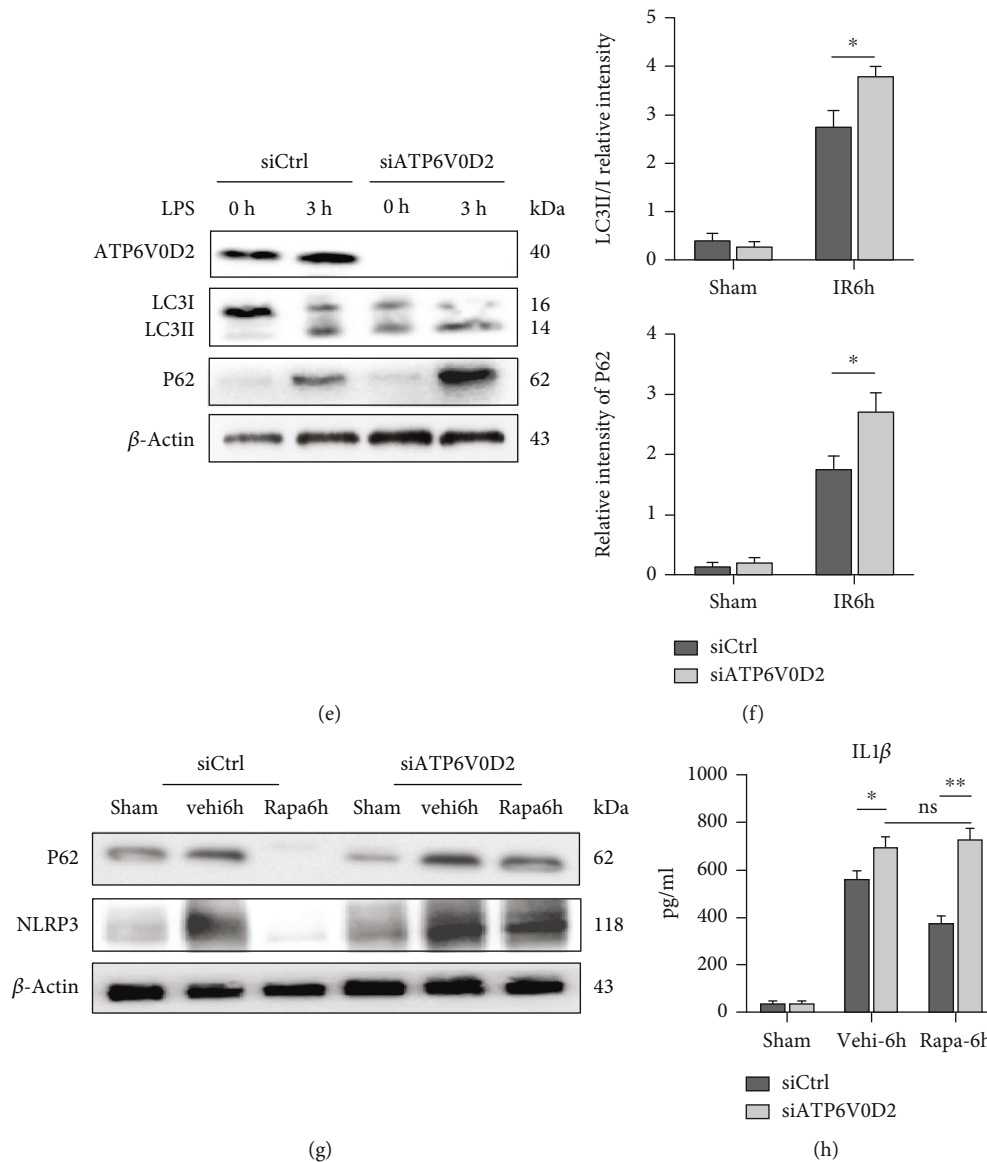 siCtrl siATP6V0D2
LPS 0 h 3 h 0 h 3 h kDa
ATP6V0D2 40
LC3I 16
LC3II 14
P62 62
β-Actin 43
(e)
LC3II/I relative intensity
5
4
3
2
1
0
*
Sham IR6h
Relative intensity of P62
4
3
2
1
0
*
Sham IR6h
siCtrl
siATP6V0D2
(f)
siCtrl siATP6V0D2
Sham vehi6h Rapa6h Sham vehi6h Rapa6h kDa
P62 62
NLRP3 118
β-Actin 43
(g)
IL1β
pg/ml
1000
800
600
400
200
0
* ns **
Sham Vehi-6h Rapa-6h
siCtrl
siATP6V0D2
(h)